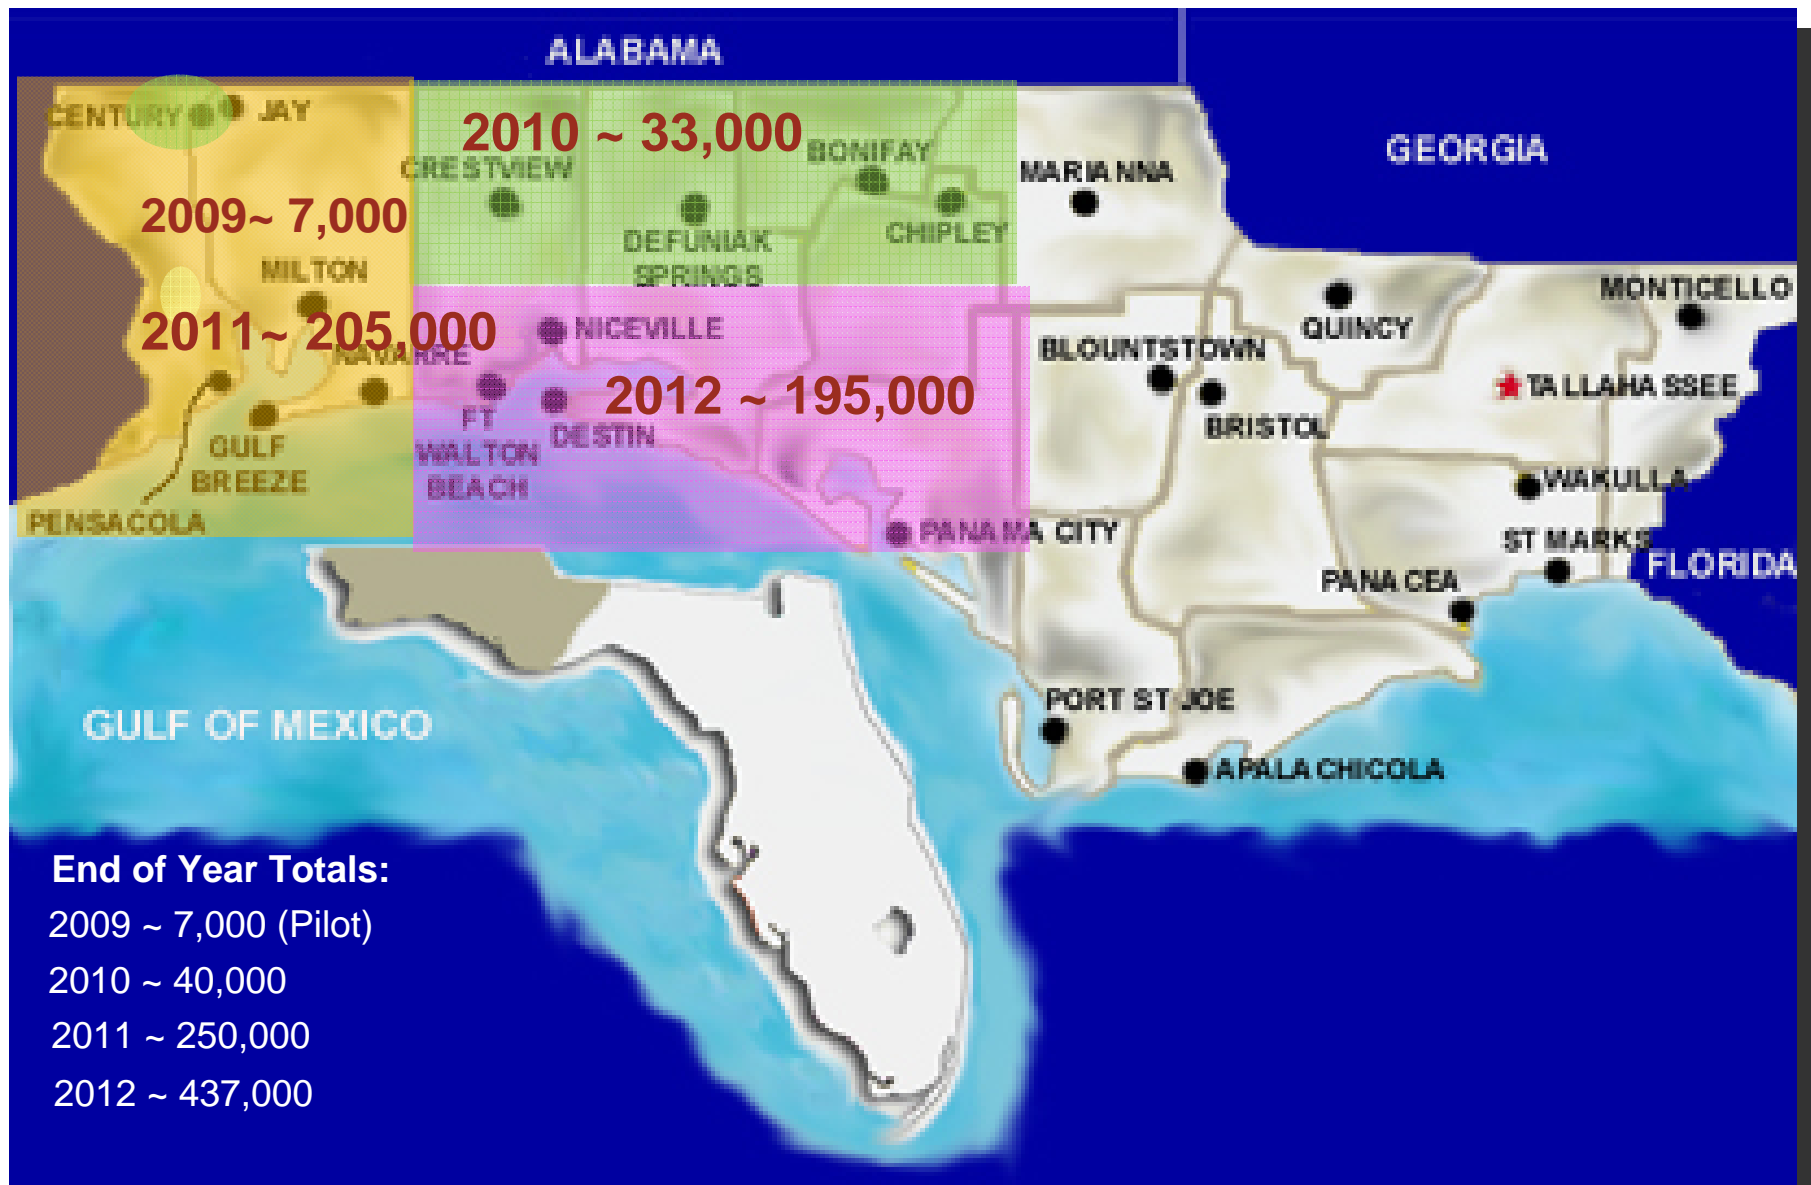 ALABAMA
CENTURY
JAY
2010 ~ 33,000
CRESTVIEW
BONIFAY
MARIANNA
GEORGIA
2009~ 7,000
CHIPLEY
DEFUNIAK
SPRINGS
MILTON
MONTICELLO
2011~ 205,000
NICEVILLE
QUINCY
NAVARRE
BLOUNTSTOWN
2012 ~ 195,000
TALLAHASSEE
FT
WALTON
BEACH
DESTIN
BRISTOL
GULF
BREEZE
WAKULLA
PENSACOLA
PANAMA CITY
ST MARKS
FLORIDA
PANACEA
PORT ST JOE
GULF OF MEXICO
APALACHICOLA
End of Year Totals:
2009 ~ 7,000 (Pilot)
2010 ~ 40,000
2011 ~ 250,000
2012 ~ 437,000